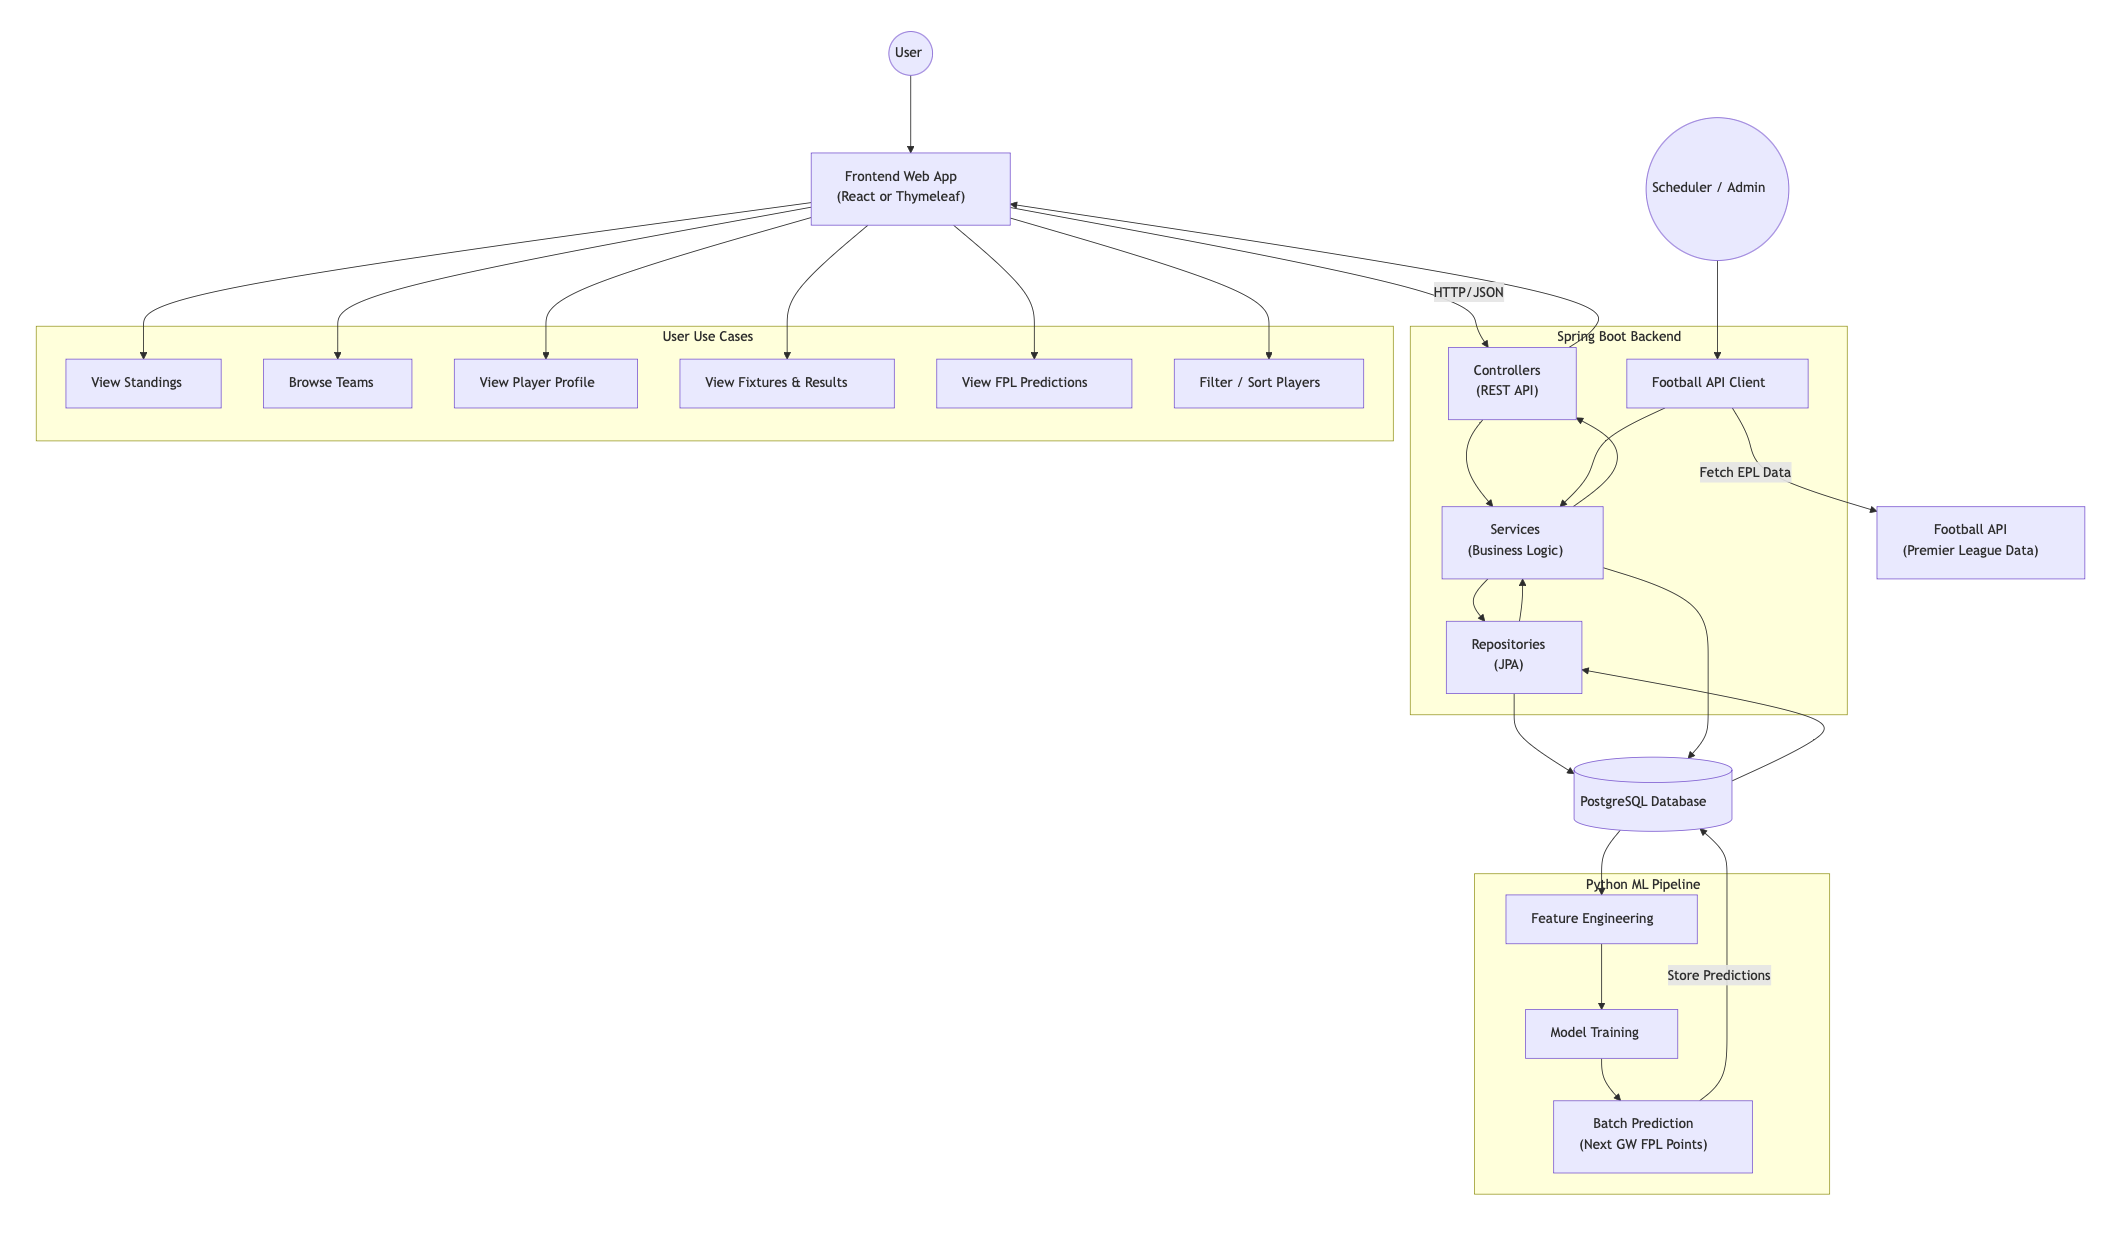 User
Frontend Web App
(React or Thymeleaf)
Scheduler / Admin
HTTP/JSON
User Use Cases
View Standings
Browse Teams
View Player Profile
View Fixtures & Results
View FPL Predictions
Filter / Sort Players
Spring Boot Backend
Controllers
(REST API)
Football API Client
Fetch EPL Data
Services
(Business Logic)
Football API
(Premier League Data)
Repositories
(JPA)
PostgreSQL Database
Python ML Pipeline
Feature Engineering
Store Predictions
Model Training
Batch Prediction
(Next GW FPL Points)